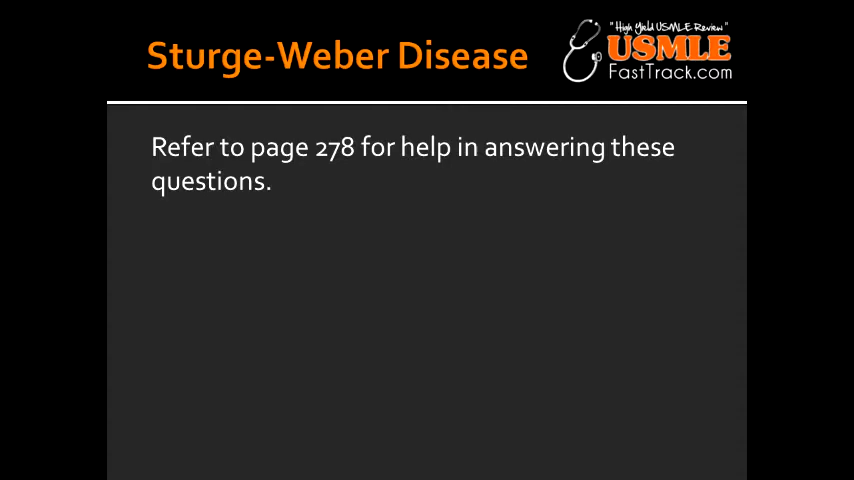 Sturge-Weber Disease
"High Yield USMLE Review"
USMLE
FastTrack.com
Refer to page 278 for help in answering these
questions.